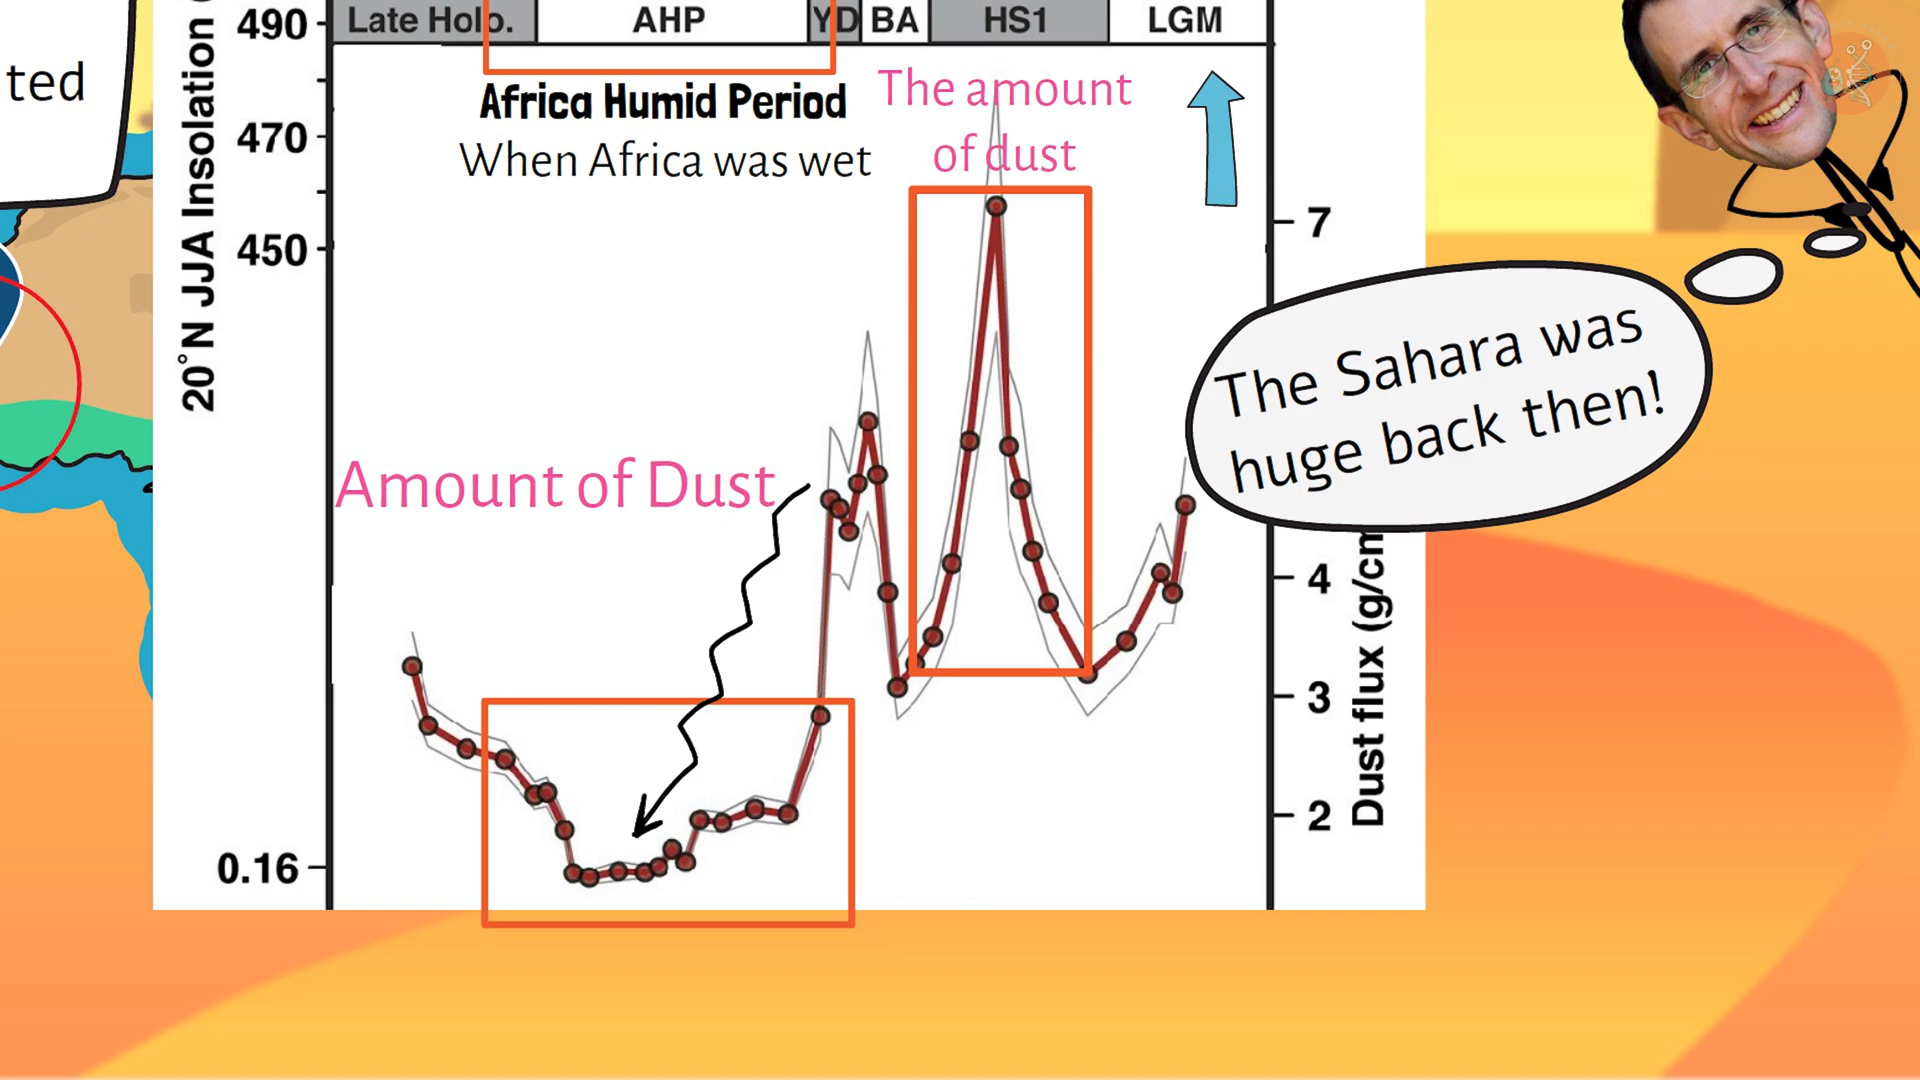 ted
490
Late Holo.
AHP
YD
BA
HS1
LGM
20°N JJA Insolation (
470
450
0.16
Africa Humid Period
When Africa was wet
The amount
of dust
Amount of Dust
7
4
3
2
Dust flux (g/cm
The Sahara was
huge back then!